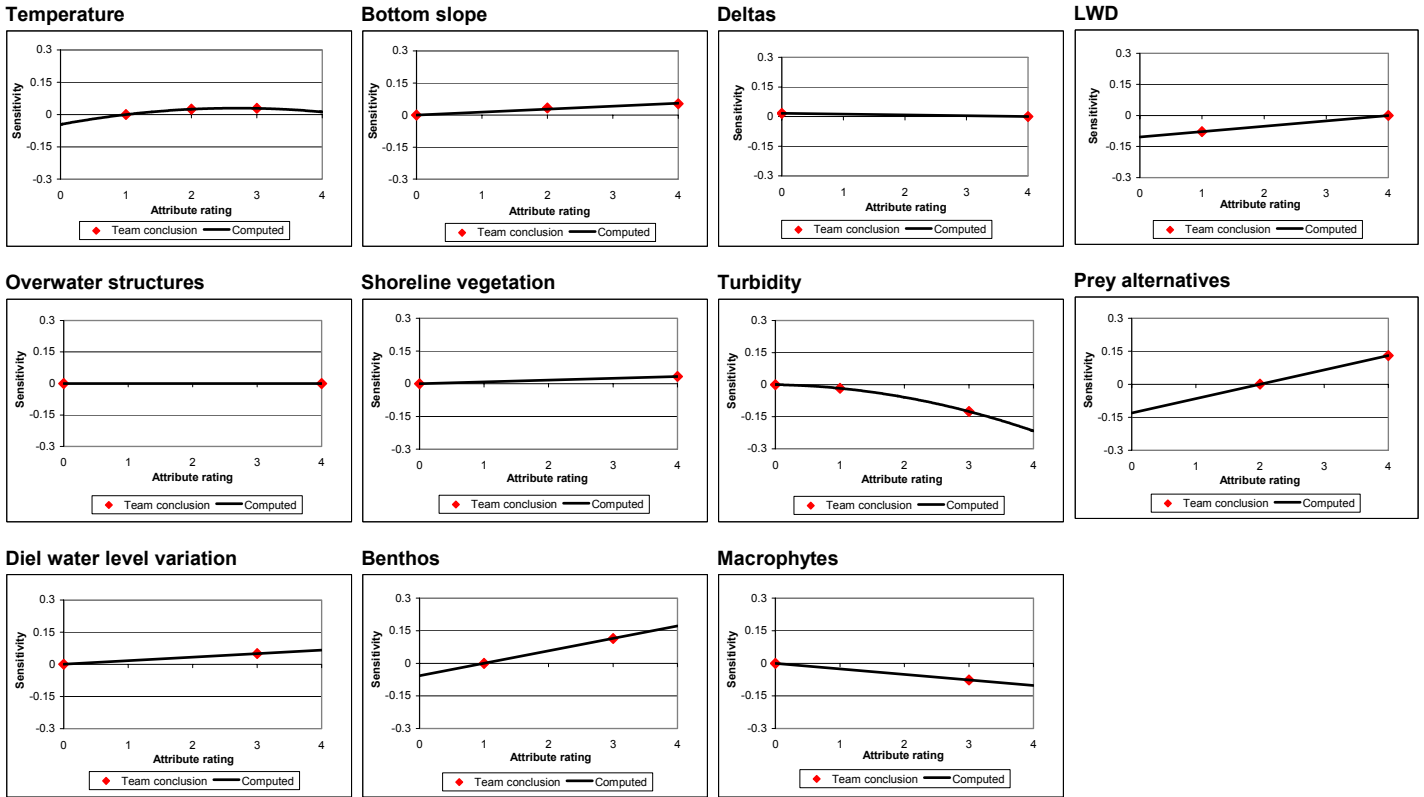 Temperature
0.3
0.15
0
-0.15
-0.3
Sensitivity
0 1 2 3 4
Attribute rating
Team conclusion Computed
Bottom slope
0.3
0.15
0
-0.15
-0.3
Sensitivity
0 1 2 3 4
Attribute rating
Team conclusion Computed
Deltas
0.3
0.15
0
-0.15
-0.3
Sensitivity
0 1 2 3 4
Attribute rating
Team conclusion Computed
LWD
0.3
0.15
0
-0.15
-0.3
Sensitivity
0 1 2 3 4
Attribute rating
Team conclusion Computed
Overwater structures
0.3
0.15
0
-0.15
-0.3
Sensitivity
0 1 2 3 4
Attribute rating
Team conclusion Computed
Shoreline vegetation
0.3
0.15
0
-0.15
-0.3
Sensitivity
0 1 2 3 4
Attribute rating
Team conclusion Computed
Turbidity
0.3
0.15
0
-0.15
-0.3
Sensitivity
0 1 2 3 4
Attribute rating
Team conclusion Computed
Prey alternatives
0.3
0.15
0
-0.15
-0.3
Sensitivity
0 1 2 3 4
Attribute rating
Team conclusion Computed
Diel water level variation
0.3
0.15
0
-0.15
-0.3
Sensitivity
0 1 2 3 4
Attribute rating
Team conclusion Computed
Benthos
0.3
0.15
0
-0.15
-0.3
Sensitivity
0 1 2 3 4
Attribute rating
Team conclusion Computed
Macrophytes
0.3
0.15
0
-0.15
-0.3
Sensitivity
0 1 2 3 4
Attribute rating
Team conclusion Computed